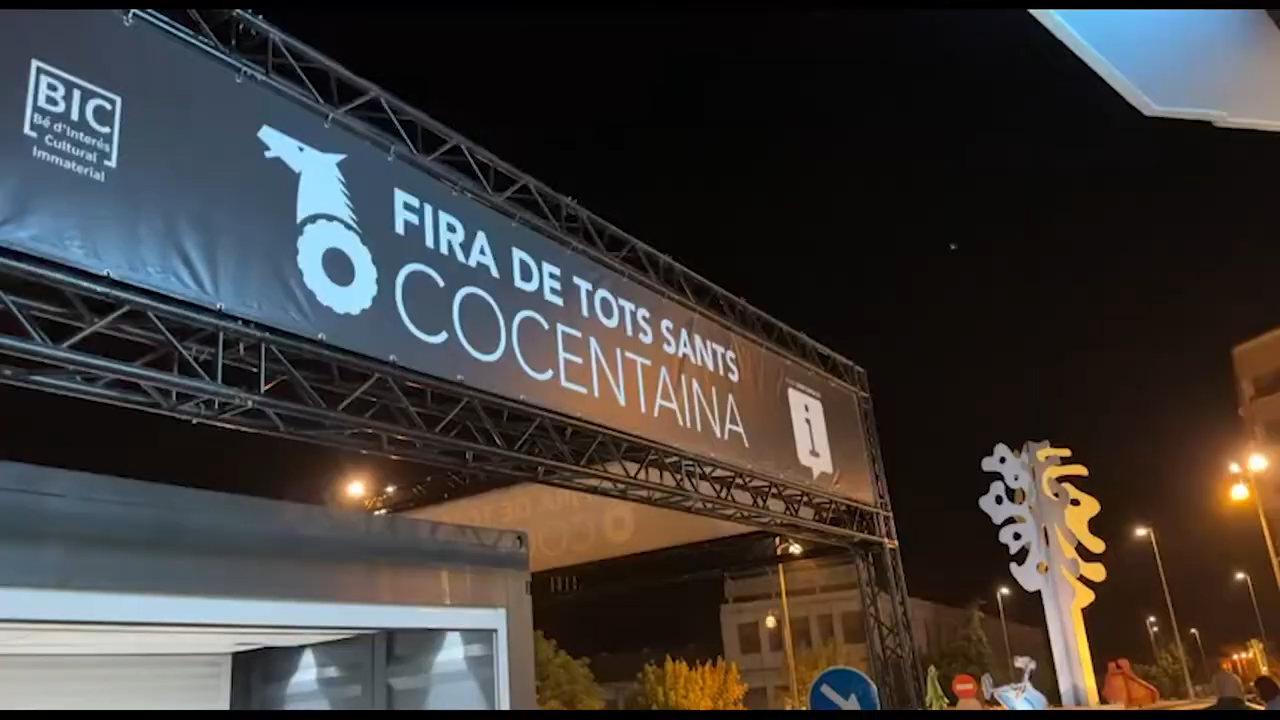 BIC
Bé d'Interés
Cultural
Immaterial
FIRA DE TOTS SANTS
COCENTAINA
i